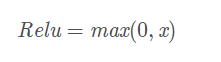 Relu = max(0, x)